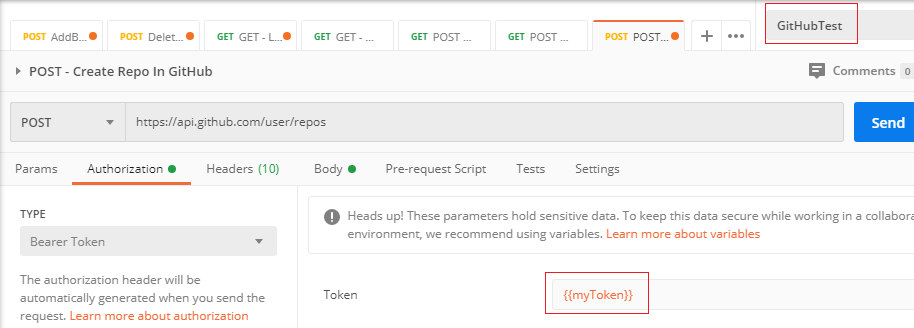 GitHubTest
POST AddB... POST Delet... GET GET - L... GET GET - ... GET POST ... GET POST ... POST POST... + •••
POST - Create Repo In GitHub Comments 0
POST https://api.github.com/user/repos Send
Params Authorization Headers (10) Body Pre-request Script Tests Settings
TYPE
Bearer Token
The authorization header will be
automatically generated when you send the
request. Learn more about authorization
Heads up! These parameters hold sensitive data. To keep this data secure while working in a collabora
environment, we recommend using variables. Learn more about variables
Token {{myToken}}